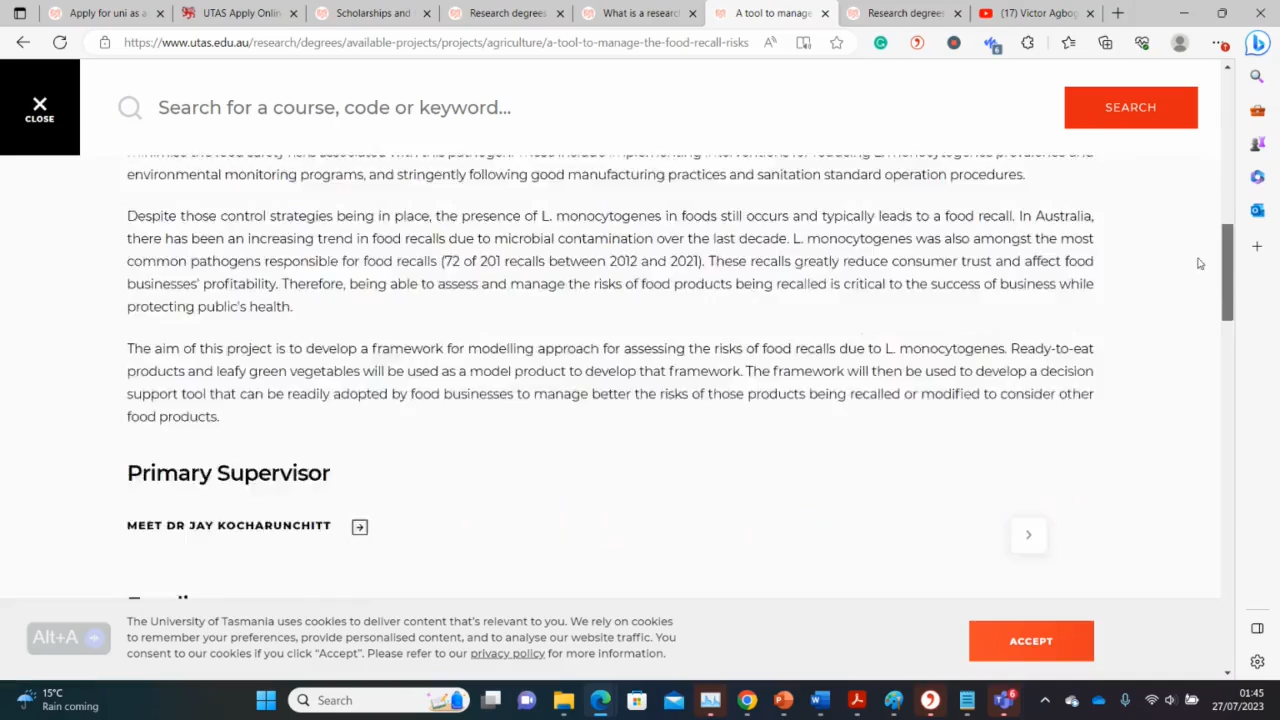 Apply for uni as a
UTAS Apply Onlin
Scholarships and
Research degrees
What is a researc
A tool to manage
Research degrees
(17) Victor Agbog
https://www.utas.edu.au/research/degrees/available-projects/projects/agriculture/a-tool-to-manage-the-food-recall-risks
6
CLOSE
Search for a course, code or keyword...
SEARCH
environmental monitoring programs, and stringently following good manufacturing practices and sanitation standard operation procedures.
Despite those control strategies being in place, the presence of L. monocytogenes in foods still occurs and typically leads to a food recall. In Australia,
there has been an increasing trend in food recalls due to microbial contamination over the last decade. L. monocytogenes was also amongst the most
common pathogens responsible for food recalls (72 of 201 recalls between 2012 and 2021). These recalls greatly reduce consumer trust and affect food
businesses' profitability. Therefore, being able to assess and manage the risks of food products being recalled is critical to the success of business while
protecting public's health.
The aim of this project is to develop a framework for modelling approach for assessing the risks of food recalls due to L. monocytogenes. Ready-to-eat
products and leafy green vegetables will be used as a model product to develop that framework. The framework will then be used to develop a decision
support tool that can be readily adopted by food businesses to manage better the risks of those products being recalled or modified to consider other
food products.
Primary Supervisor
MEET DR JAY KOCHARUNCHITT
The University of Tasmania uses cookies to deliver content that's relevant to you. We rely on cookies
to remember your preferences, provide personalised content, and to analyse our website traffic. You
consent to our cookies if you click "Accept". Please refer to our privacy policy for more information.
ACCEPT
Alt+A
15°C
Rain coming
Search
6
01:45
27/07/2023